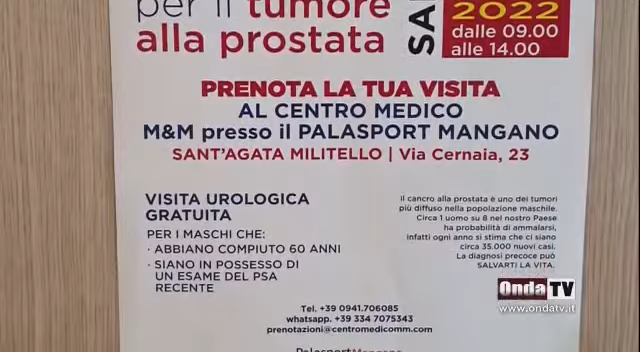 per il tumore
alla prostata
2022
dalle 09.00
alle 14.00
PRENOTA LA TUA VISITA
AL CENTRO MEDICO
M&M presso il PALASPORT MANGANO
SANT'AGATA MILITELLO | Via Cernaia, 23
VISITA UROLOGICA
GRATUITA
PER I MASCHI CHE:
· ABBIANO COMPIUTO 60 ANNI
· SIANO IN POSSESSO DI
UN ESAME DEL PSA
RECENTE
Il cancro alla prostata è uno dei tumori
più diffuso nella popolazione maschile.
Circa 1 uomo su 8 nel nostro Paese
ha probabilità di ammalarsi,
infatti ogni anno si stima che ci siano
circa 35.000 nuovi casi.
La diagnosi precoce può
SALVARTI LA VITA.
Tel. +39 0941.706085
whatsapp. +39 334 7075343
prenotazioni@centromedicomm.com
PalasportMangano
Onda TV
www.ondatv.it